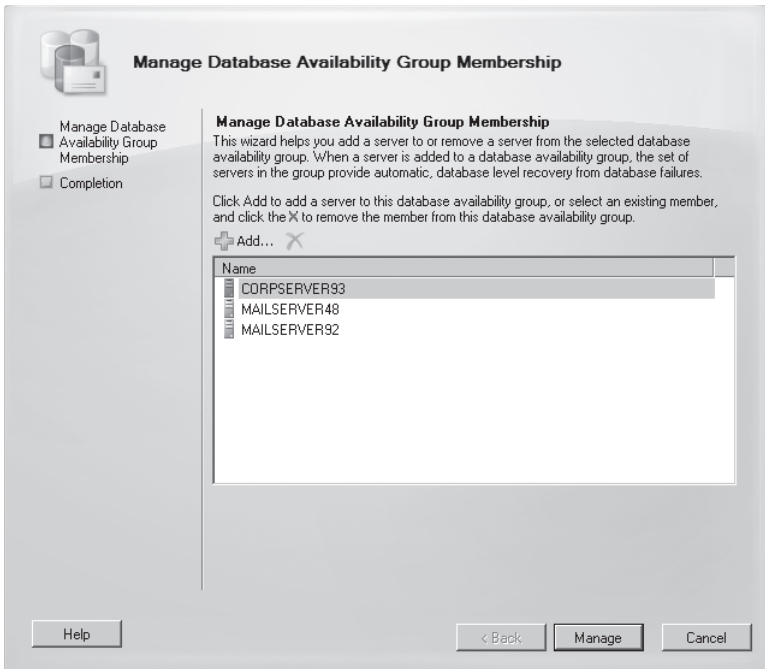 Manage Database Availability Group Membership
Manage Database
Availability Group
Membership
Completion
Manage Database Availability Group Membership
This wizard helps you add a server to or remove a server from the selected database
availability group. When a server is added to a database availability group, the set of
servers in the group provide automatic, database level recovery from database failures.
Click Add to add a server to this database availability group, or select an existing member,
and click the X to remove the member from this database availability group.
Add...
Name
CORPSERVER93
MAILSERVER48
MAILSERVER92
Help
< Back
Manage
Cancel